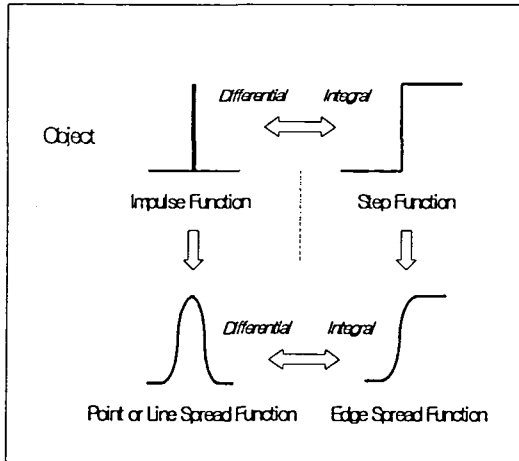 Differential Integral
Object
Impulse Function Step Function
Differential Integral
Point or Line Spread Function Edge Spread Function